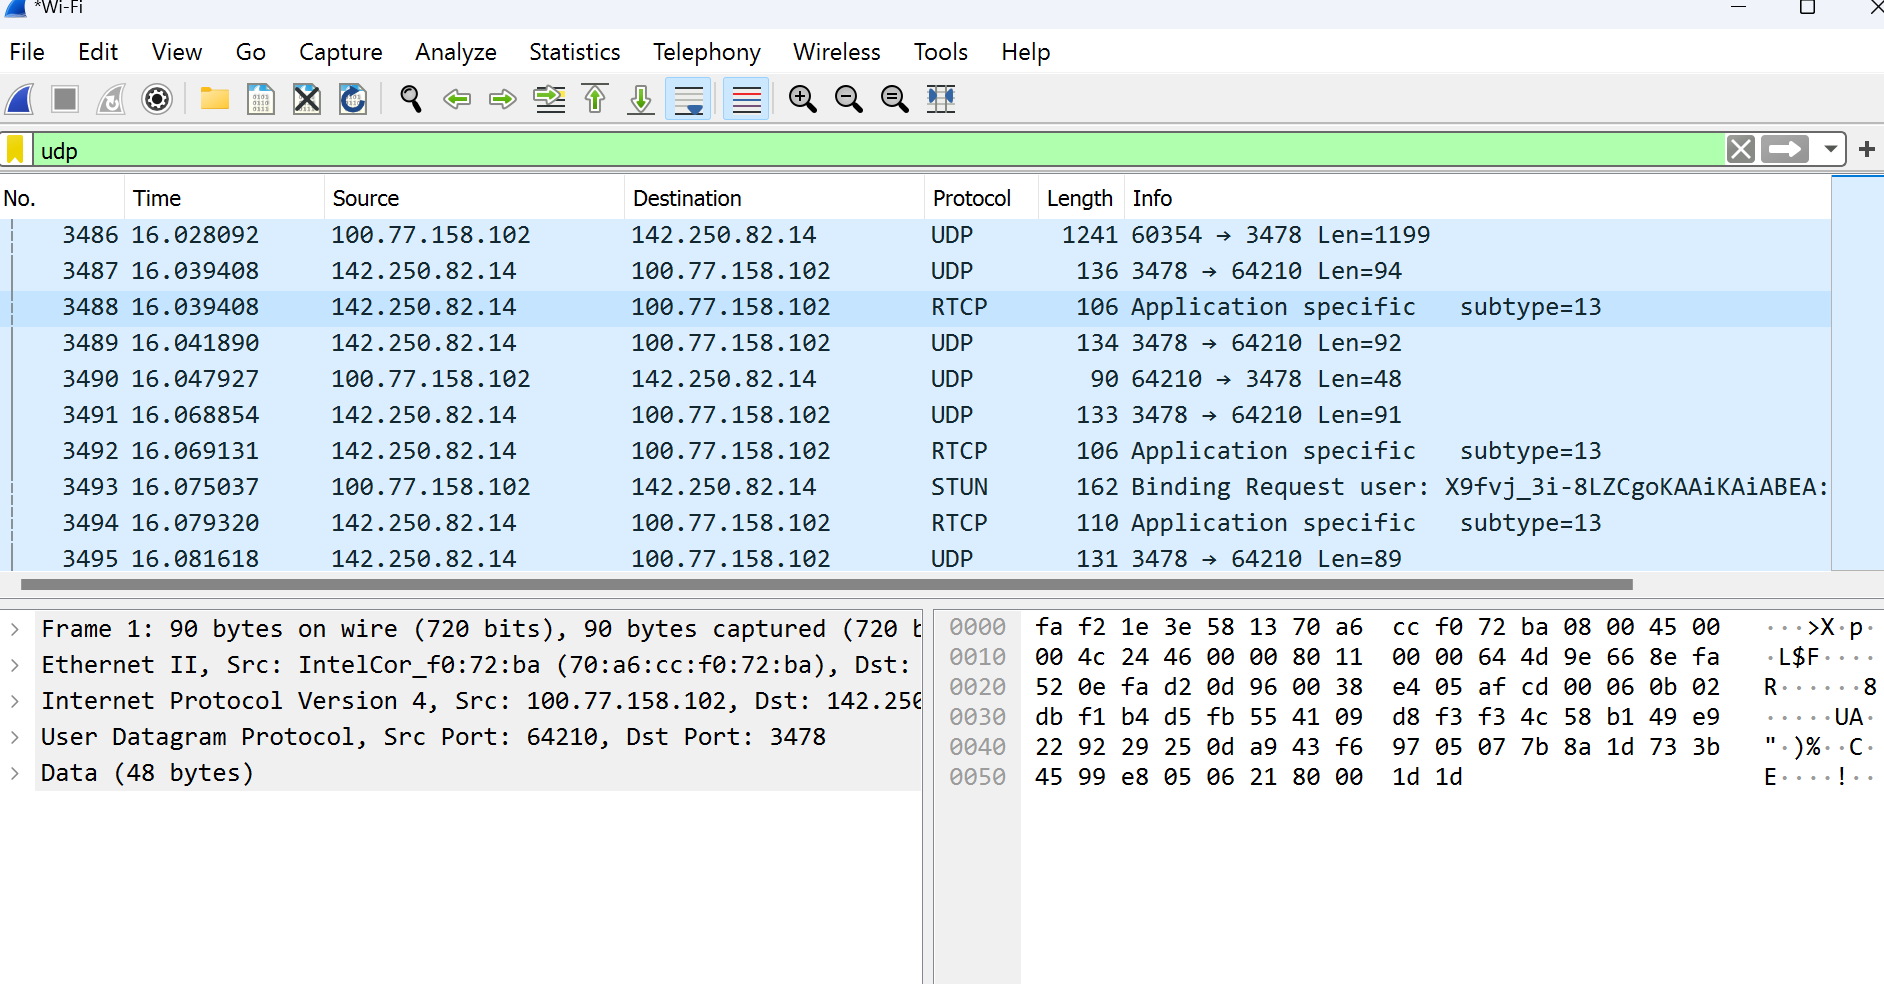 *Wi-Fi
File Edit View Go Capture Analyze Statistics Telephony Wireless Tools Help
udp
No. Time Source Destination Protocol Length Info
3486 16.028092 100.77.158.102 142.250.82.14 UDP 1241 60354 → 3478 Len=1199
3487 16.039408 142.250.82.14 100.77.158.102 UDP 136 3478 → 64210 Len=94
3488 16.039408 142.250.82.14 100.77.158.102 RTCP 106 Application specific subtype=13
3489 16.041890 142.250.82.14 100.77.158.102 UDP 134 3478 → 64210 Len=92
3490 16.047927 100.77.158.102 142.250.82.14 UDP 90 64210 → 3478 Len=48
3491 16.068854 142.250.82.14 100.77.158.102 UDP 133 3478 → 64210 Len=91
3492 16.069131 142.250.82.14 100.77.158.102 RTCP 106 Application specific subtype=13
3493 16.075037 100.77.158.102 142.250.82.14 STUN 162 Binding Request user: X9fvj_3i-8LZCgoKAAiKAiABEA:
3494 16.079320 142.250.82.14 100.77.158.102 RTCP 110 Application specific subtype=13
3495 16.081618 142.250.82.14 100.77.158.102 UDP 131 3478 → 64210 Len=89
Frame 1: 90 bytes on wire (720 bits), 90 bytes captured (720 b
Ethernet II, Src: IntelCor_f0:72:ba (70:a6:cc:f0:72:ba), Dst:
Internet Protocol Version 4, Src: 100.77.158.102, Dst: 142.250
User Datagram Protocol, Src Port: 64210, Dst Port: 3478
Data (48 bytes)
0000 fa f2 1e 3e 58 13 70 a6 cc f0 72 ba 08 00 45 00 ···>X·p·
0010 00 4c 24 46 00 00 80 11 00 00 64 4d 9e 66 8e fa ·L$F····
0020 52 0e fa d2 0d 96 00 38 e4 05 af cd 00 06 0b 02 R······8
0030 db f1 b4 d5 fb 55 41 09 d8 f3 f3 4c 58 b1 49 e9 ·····UA·
0040 22 92 29 25 0d a9 43 f6 97 05 07 7b 8a 1d 73 3b "·)%··C·
0050 45 99 e8 05 06 21 80 00 1d 1d E····!··